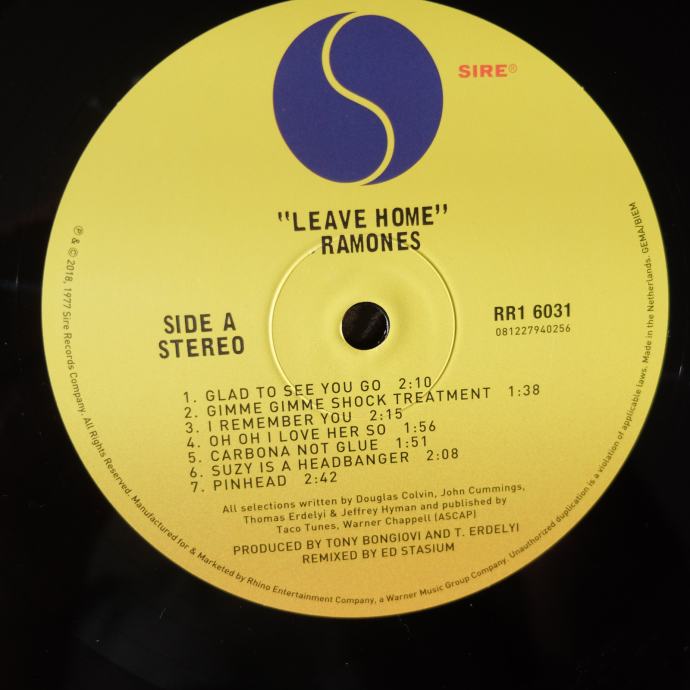 SIRE®
"LEAVE HOME"
RAMONES
SIDE A
STEREO
RR1 6031
081227940256
1. GLAD TO SEE YOU GO 2:10
2. GIMME GIMME SHOCK TREATMENT 1:38
3. I REMEMBER YOU 2:15
4. OH OH I LOVE HER SO 1:56
5. CARBONA NOT GLUE 1:51
6. SUZY IS A HEADBANGER 2:08
7. PINHEAD 2:42
All selections written by Douglas Colvin, John Cummings,
Thomas Erdelyi & Jeffrey Hyman and published by
Taco Tunes, Warner Chappell (ASCAP)
PRODUCED BY TONY BONGIOVI AND T. ERDELYI
REMIXED BY ED STASIUM
℗ & © 2018, 1977 Sire Records Company. All Rights Reserved. Manufactured for & Marketed by Rhino Entertainment Company, a Warner Music Group Company. Unauthorized duplication is a violation of applicable laws. Made in the Netherlands. GEMA/BIEM